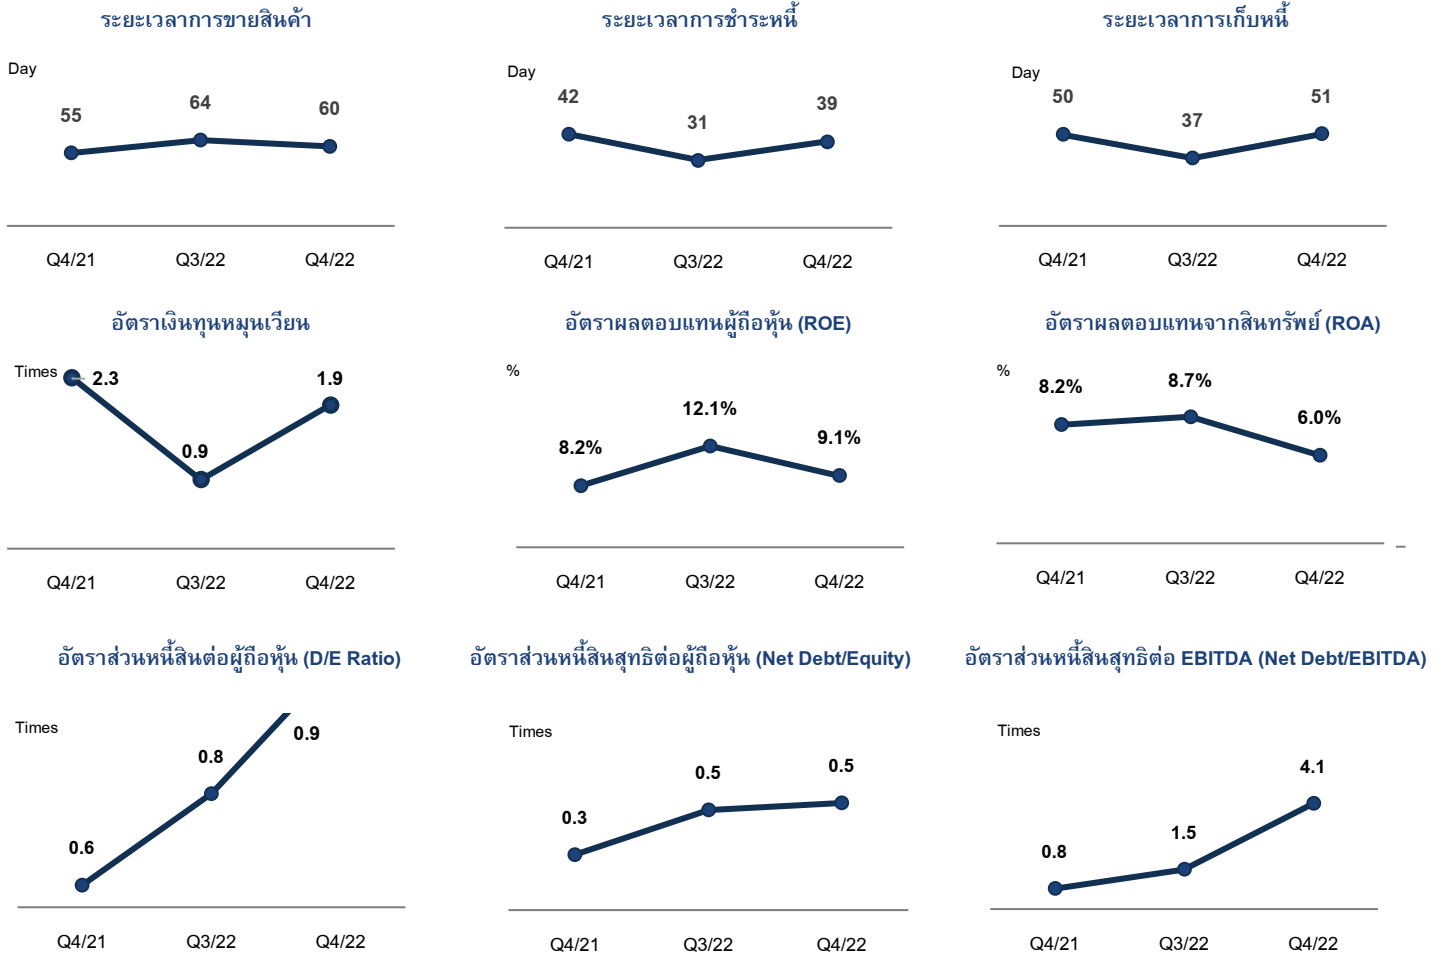 ระยะเวลาการขายสินค้า
Day
55
64
60
Q4/21 Q3/22 Q4/22
ระยะเวลาการชำระหนี้
Day
42
31
39
Q4/21 Q3/22 Q4/22
ระยะเวลาการเก็บหนี้
Day
50
37
51
Q4/21 Q3/22 Q4/22
อัตราเงินทุนหมุนเวียน
Times
2.3
0.9
1.9
Q4/21 Q3/22 Q4/22
อัตราผลตอบแทนผู้ถือหุ้น (ROE)
%
8.2%
12.1%
9.1%
Q4/21 Q3/22 Q4/22
อัตราผลตอบแทนจากสินทรัพย์ (ROA)
%
8.2%
8.7%
6.0%
Q4/21 Q3/22 Q4/22
อัตราส่วนหนี้สินต่อผู้ถือหุ้น (D/E Ratio)
Times
0.6
0.8
0.9
Q4/21 Q3/22 Q4/22
อัตราส่วนหนี้สินสุทธิต่อผู้ถือหุ้น (Net Debt/Equity)
Times
0.3
0.5
0.5
Q4/21 Q3/22 Q4/22
อัตราส่วนหนี้สินสุทธิต่อ EBITDA (Net Debt/EBITDA)
Times
0.8
1.5
4.1
Q4/21 Q3/22 Q4/22